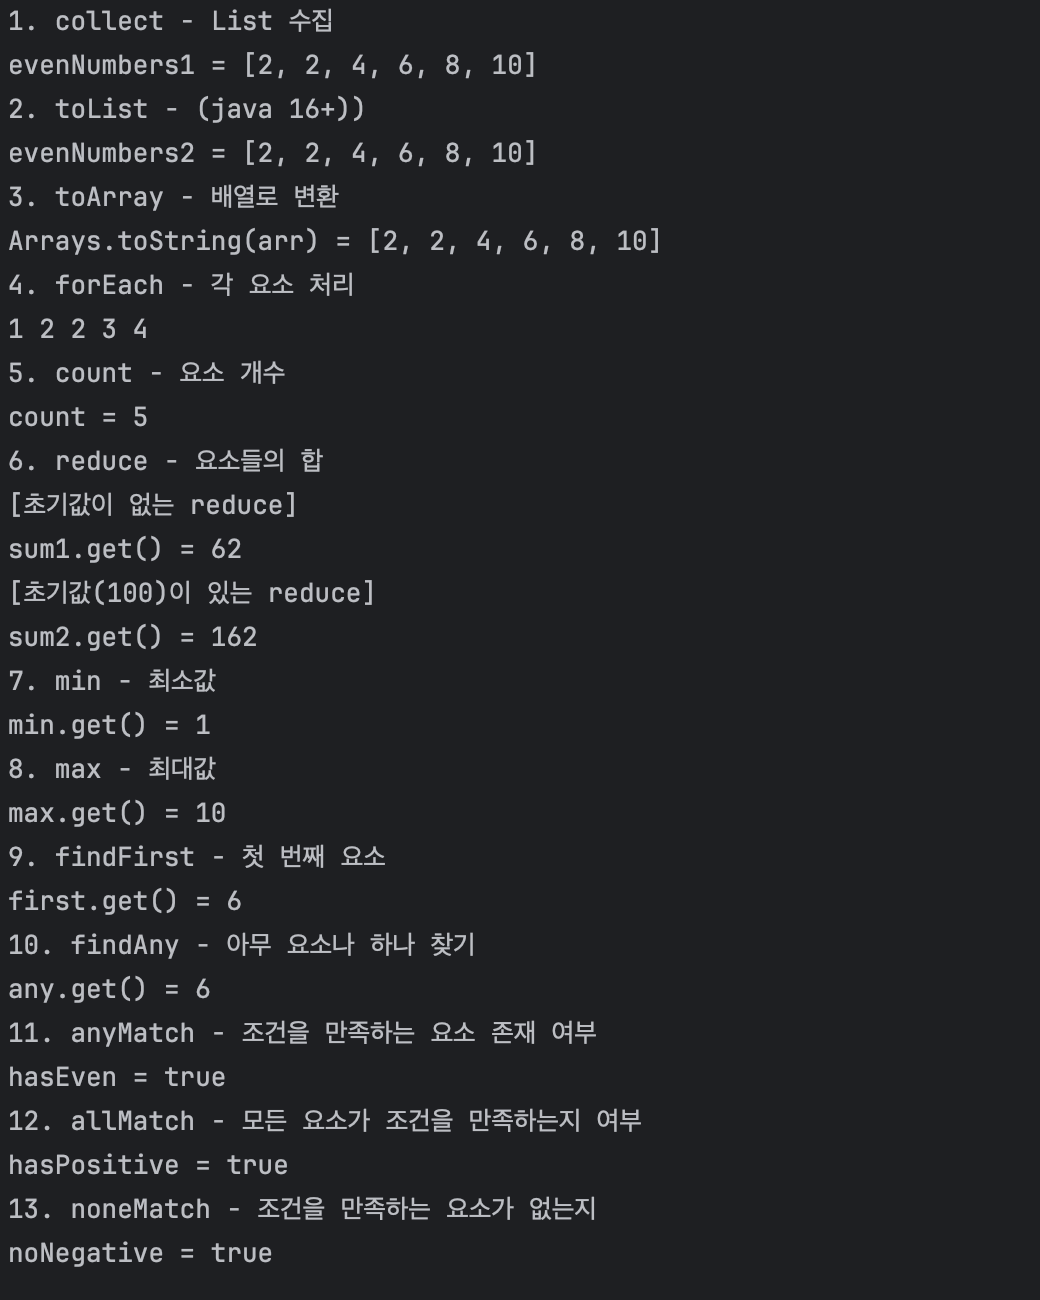 1. collect - List 수집
evenNumbers1 = [2, 2, 4, 6, 8, 10]
2. toList - (java 16+))
evenNumbers2 = [2, 2, 4, 6, 8, 10]
3. toArray - 배열로 변환
Arrays.toString(arr) = [2, 2, 4, 6, 8, 10]
4. forEach - 각 요소 처리
1 2 2 3 4
5. count - 요소 개수
count = 5
6. reduce - 요소들의 합
[초기값이 없는 reduce]
sum1.get() = 62
[초기값(100)이 있는 reduce]
sum2.get() = 162
7. min - 최소값
min.get() = 1
8. max - 최대값
max.get() = 10
9. findFirst - 첫 번째 요소
first.get() = 6
10. findAny - 아무 요소나 하나 찾기
any.get() = 6
11. anyMatch - 조건을 만족하는 요소 존재 여부
hasEven = true
12. allMatch - 모든 요소가 조건을 만족하는지 여부
hasPositive = true
13. noneMatch - 조건을 만족하는 요소가 없는지
noNegative = true